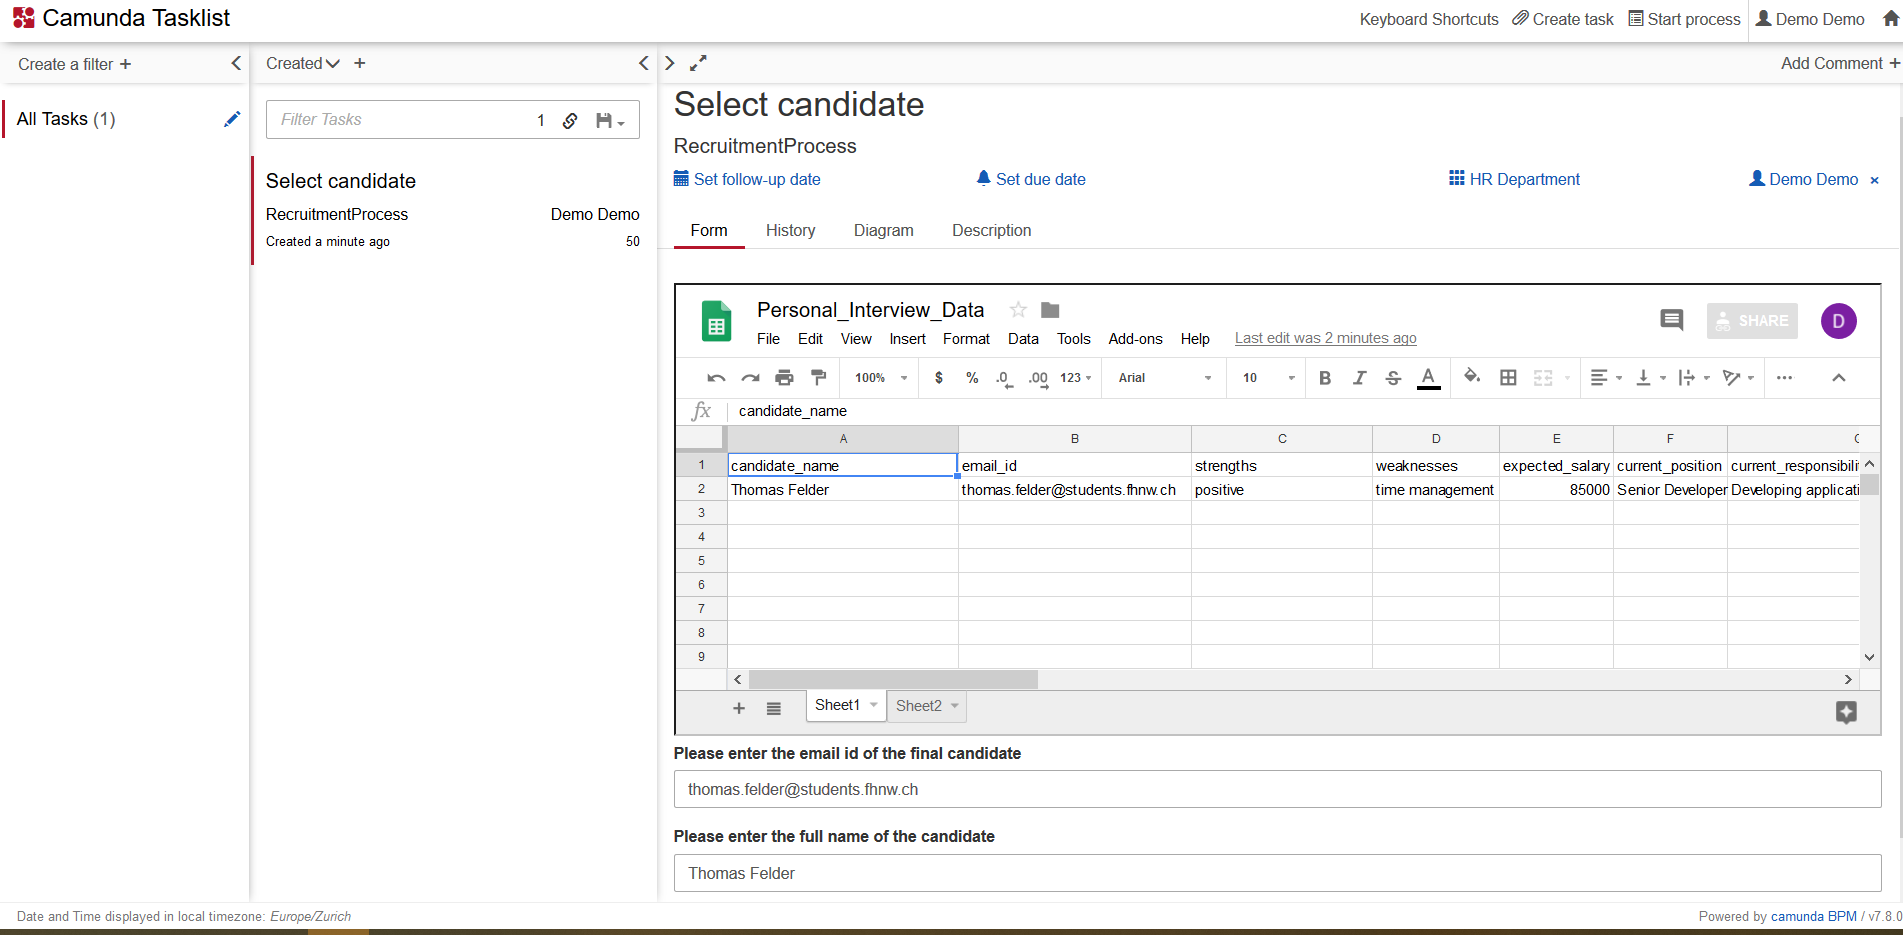 Camunda Tasklist
Keyboard Shortcuts Create task Start process Demo Demo
Create a filter +
Created +
Add Comment +
All Tasks (1)
Filter Tasks 1
Select candidate
RecruitmentProcess Demo Demo
Created a minute ago 50
Select candidate
RecruitmentProcess
Set follow-up date Set due date HR Department Demo Demo ×
Form History Diagram Description
Personal_Interview_Data
SHARE D
File Edit View Insert Format Data Tools Add-ons Help Last edit was 2 minutes ago
100% $ % .0 .00 123 Arial 10 B I S A
fx candidate_name
A B C D E F
1 candidate_name email_id strengths weaknesses expected_salary current_position current_responsibili
2 Thomas Felder thomas.felder@students.fhnw.ch positive time management 85000 Senior Developer Developing applicati
3
4
5
6
7
8
9
+ Sheet1 Sheet2
Please enter the email id of the final candidate
thomas.felder@students.fhnw.ch
Please enter the full name of the candidate
Thomas Felder
Date and Time displayed in local timezone: Europe/Zurich
Powered by camunda BPM / v7.8.0